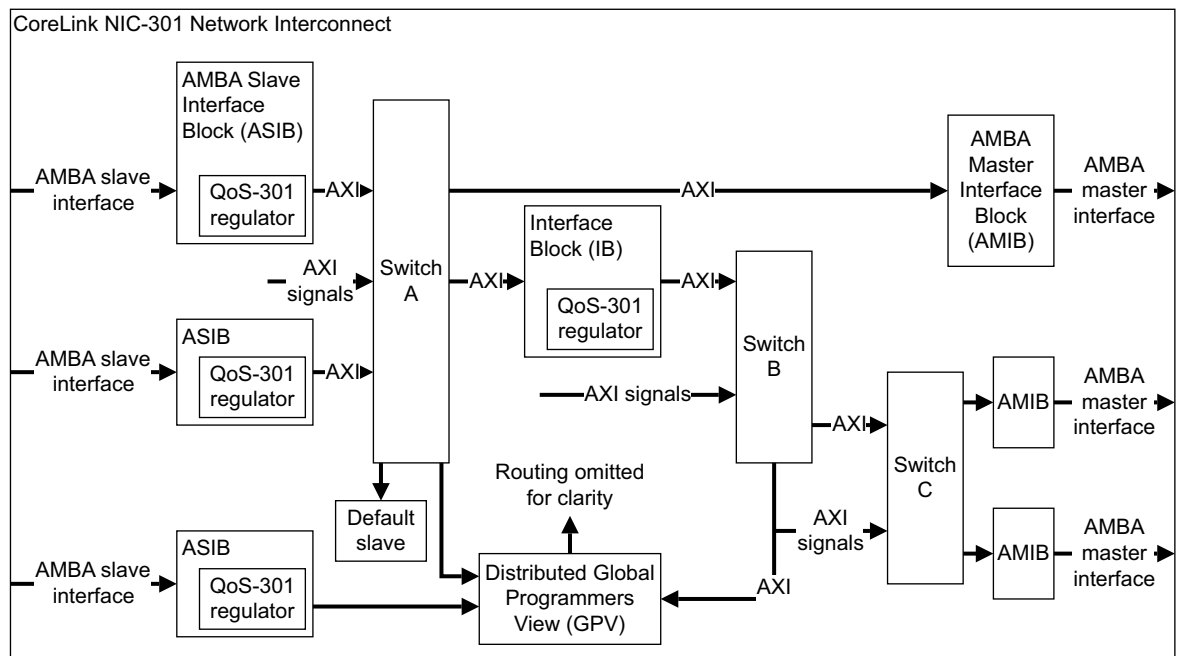 CoreLink NIC-301 Network Interconnect
AMBA Slave
Interface
Block (ASIB)
QoS-301
regulator
AMBA slave
interface
AXI
AXI
AMBA
Master
Interface
Block
(AMIB)
AMBA
master
interface
AXI
signals
Switch
A
AXI
Interface
Block (IB)
QoS-301
regulator
AXI
Switch
B
AMBA slave
interface
ASIB
QoS-301
regulator
AXI
AXI signals
AXI
Switch
C
AMIB
AMBA
master
interface
Default
slave
Routing omitted
for clarity
AXI
signals
AMIB
AMBA
master
interface
AMBA slave
interface
ASIB
QoS-301
regulator
Distributed Global
Programmers
View (GPV)
AXI